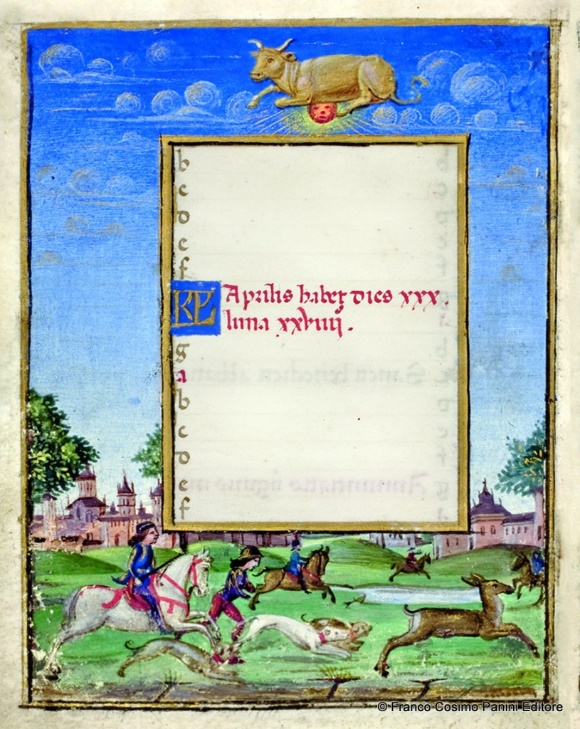 b
c
d
e
f
KL Aprilis habet dies xxx.
luna xxviiij.
g
a
b
c
d
e
f
© Franco Cosimo Panini Editore